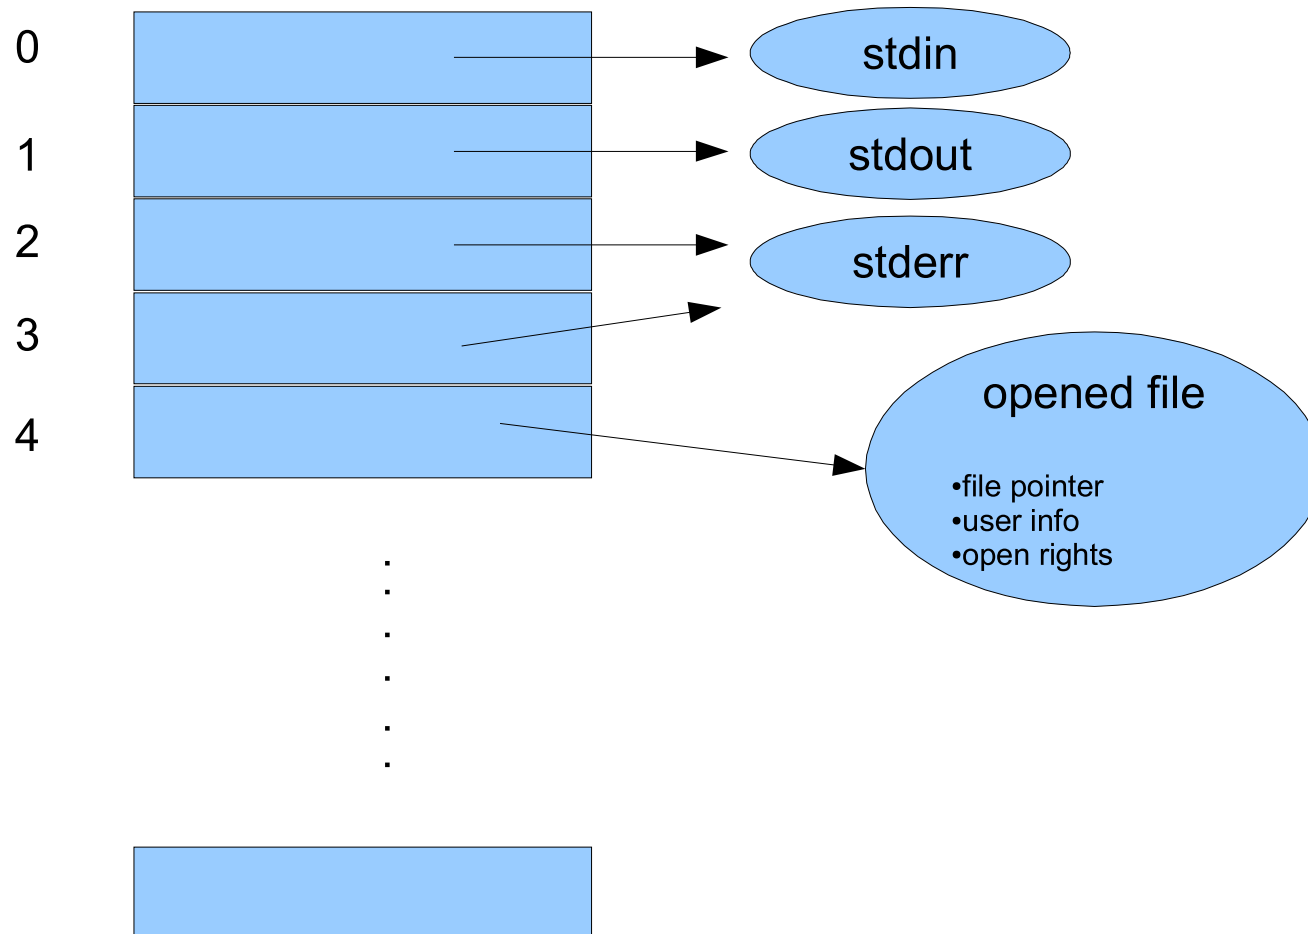 0
stdin
1
stdout
2
stderr
3
4
opened file
•file pointer
•user info
•open rights